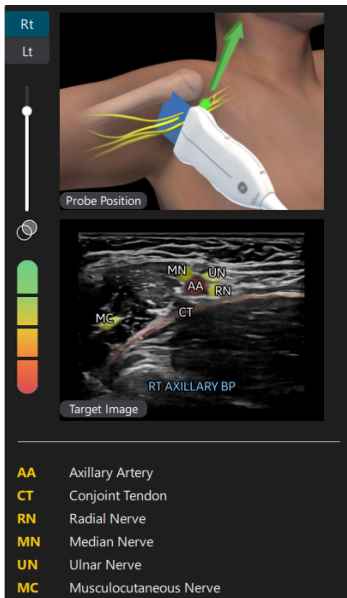 Rt
Lt
Probe Position
MN
UN
AA
RN
MC
CT
RT AXILLARY BP
Target Image
AA Axillary Artery
CT Conjoint Tendon
RN Radial Nerve
MN Median Nerve
UN Ulnar Nerve
MC Musculocutaneous Nerve